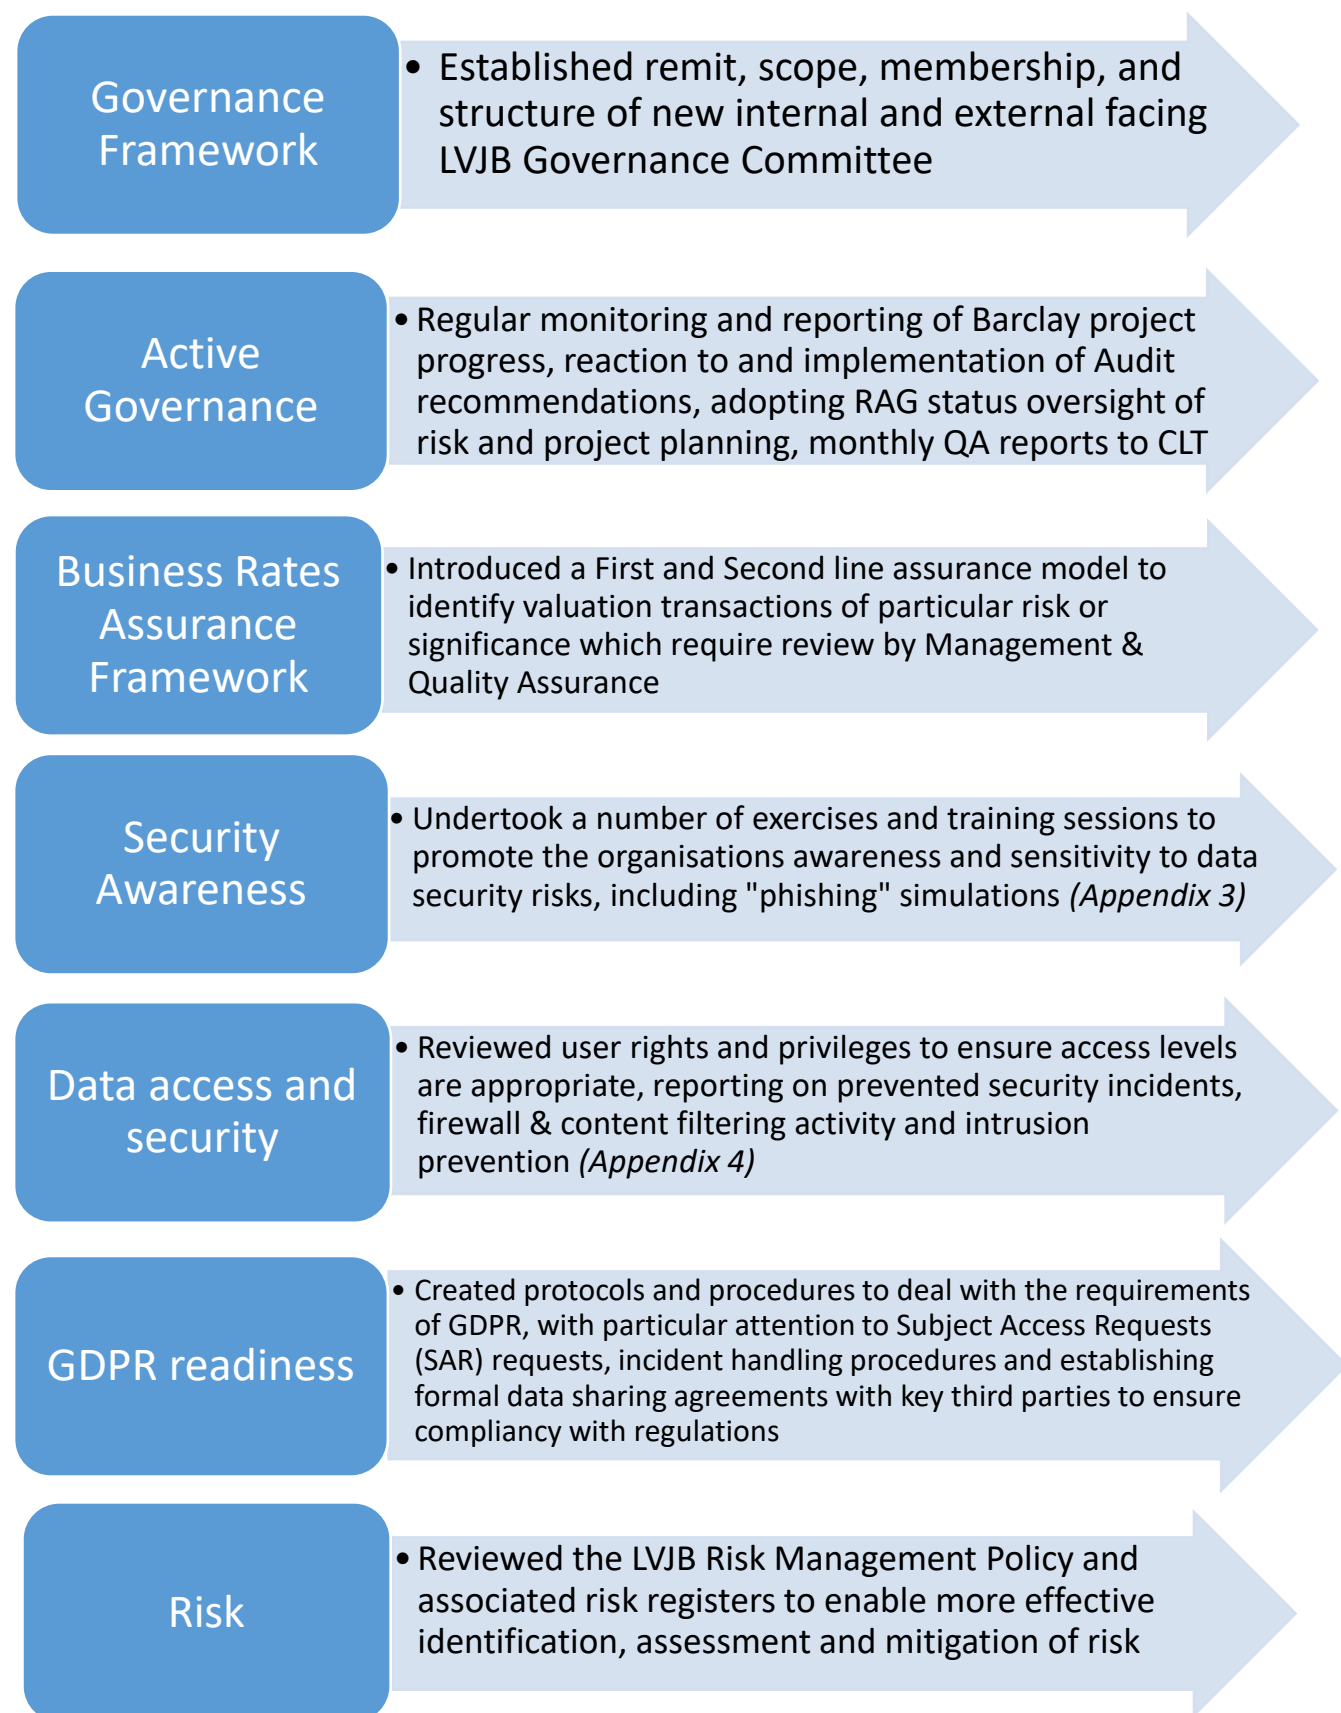 Governance
Framework
• Established remit, scope, membership, and
structure of new internal and external facing
LVJB Governance Committee
Active
Governance
• Regular monitoring and reporting of Barclay project
progress, reaction to and implementation of Audit
recommendations, adopting RAG status oversight of
risk and project planning, monthly QA reports to CLT
Business Rates
Assurance
Framework
• Introduced a First and Second line assurance model to
identify valuation transactions of particular risk or
significance which require review by Management &
Quality Assurance
Security
Awareness
• Undertook a number of exercises and training sessions to
promote the organisations awareness and sensitivity to data
security risks, including "phishing" simulations (Appendix 3)
Data access and
security
• Reviewed user rights and privileges to ensure access levels
are appropriate, reporting on prevented security incidents,
firewall & content filtering activity and intrusion
prevention (Appendix 4)
GDPR readiness
• Created protocols and procedures to deal with the requirements
of GDPR, with particular attention to Subject Access Requests
(SAR) requests, incident handling procedures and establishing
formal data sharing agreements with key third parties to ensure
compliancy with regulations
Risk
• Reviewed the LVJB Risk Management Policy and
associated risk registers to enable more effective
identification, assessment and mitigation of risk